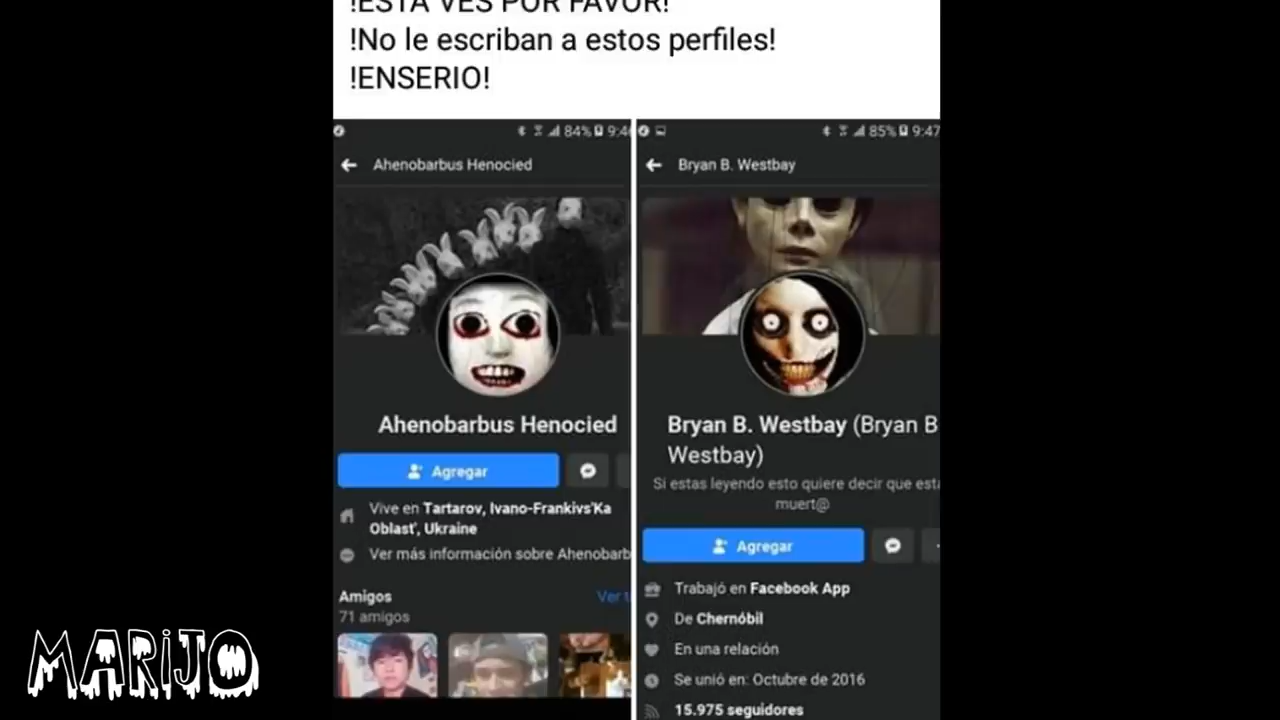 !ESTA VES POR FAVOR!
!No le escriban a estos perfiles!
!ENSERIO!
84% 9:46
Ahenobarbus Henocied
Ahenobarbus Henocied
Agregar
Vive en Tartarov, Ivano-Frankivs'Ka
Oblast', Ukraine
Ver más información sobre Ahenobarb
Amigos
Ver t
71 amigos
85% 9:47
Bryan B. Westbay
Bryan B. Westbay (Bryan B
Westbay)
Si estas leyendo esto quiere decir que esta
muert@
Agregar
Trabajó en Facebook App
De Chernóbil
En una relación
Se unió en: Octubre de 2016
15.975 seguidores
MARiJO